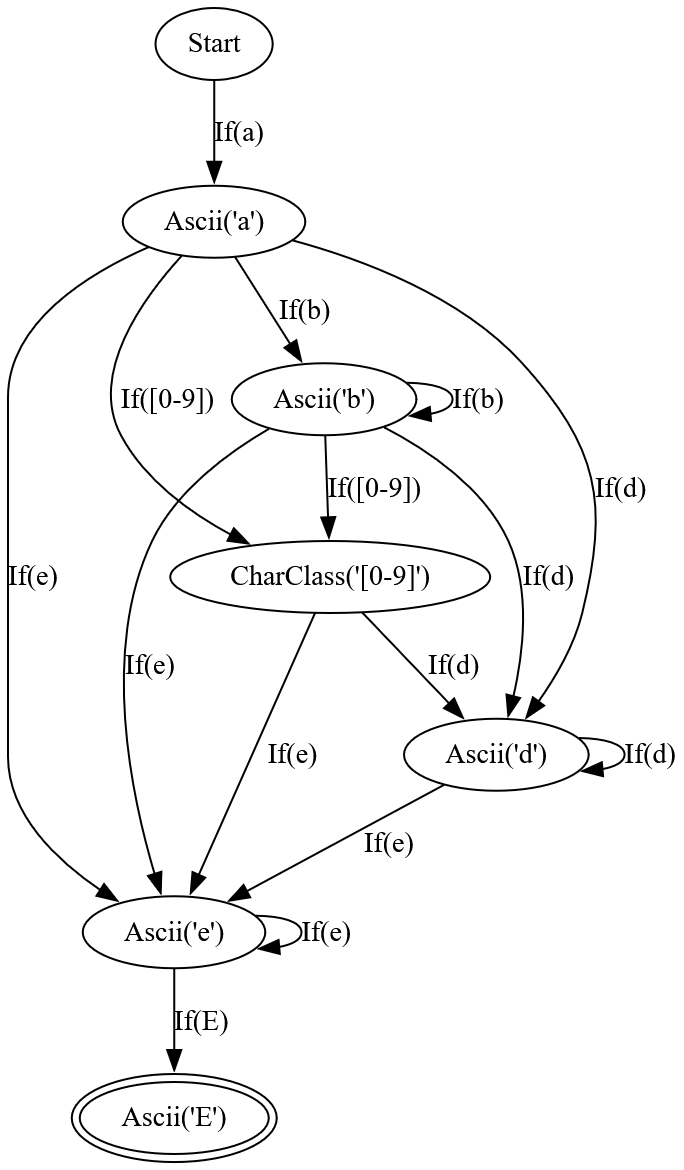 Start
If(a)
Ascii('a')
If(b)
Ascii('b')
If([0-9])
If(b)
If([0-9])
If(d)
CharClass('[0-9]')
If(e)
If(d)
If(e)
If(d)
Ascii('d')
If(e)
If(d)
If(e)
Ascii('e')
If(e)
If(E)
Ascii('E')